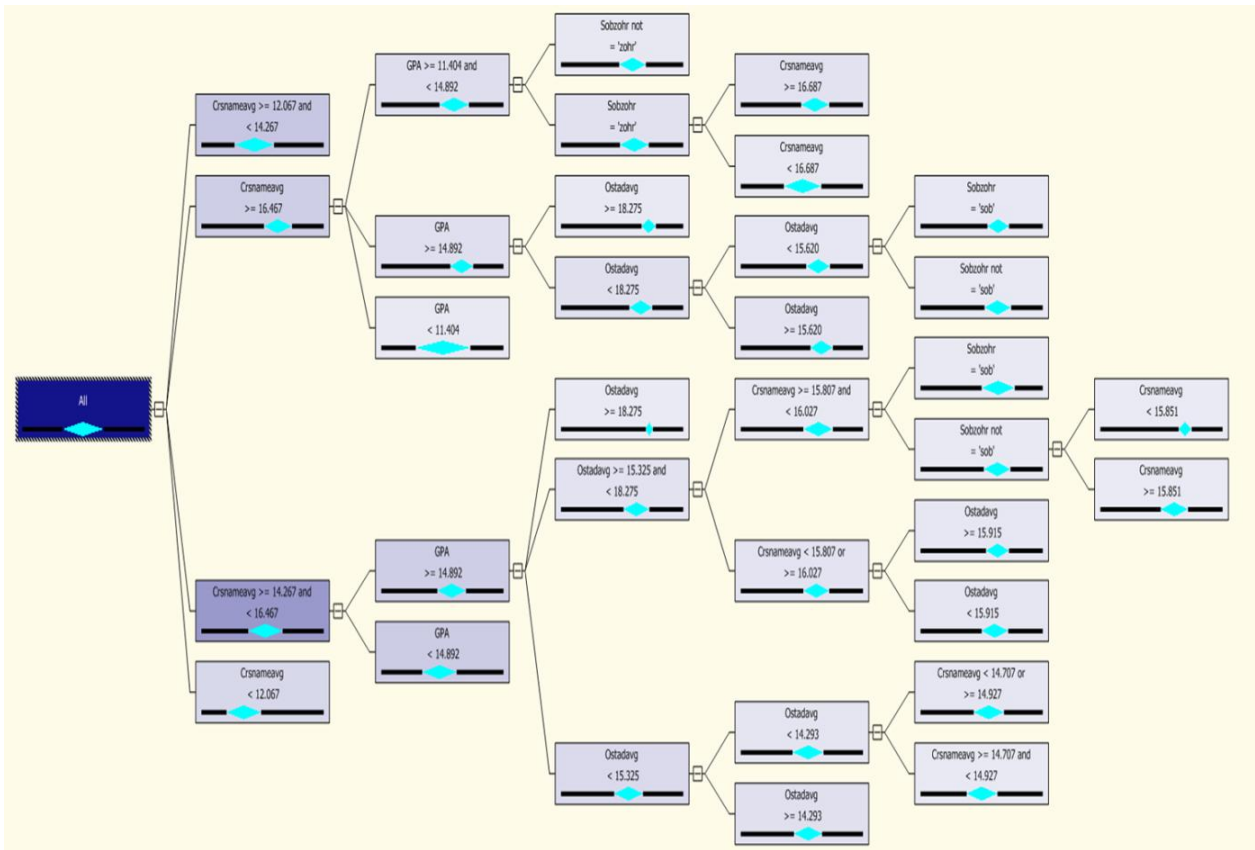 All
Crsnameavg >= 12.067 and
< 14.267
Crsnameavg
>= 16.467
Crsnameavg >= 14.267 and
< 16.467
Crsnameavg
< 12.067
GPA >= 11.404 and
< 14.892
GPA
>= 14.892
GPA
< 11.404
GPA
>= 14.892
GPA
< 14.892
Sobzohr not
= 'zohr'
Sobzohr
= 'zohr'
Ostadavg
>= 18.275
Ostadavg
< 18.275
Ostadavg
>= 18.275
Ostadavg >= 15.325 and
< 18.275
Ostadavg
< 15.325
Crsnameavg
>= 16.687
Crsnameavg
< 16.687
Ostadavg
< 15.620
Ostadavg
>= 15.620
Crsnameavg >= 15.807 and
< 16.027
Crsnameavg < 15.807 or
>= 16.027
Ostadavg
< 14.293
Ostadavg
>= 14.293
Sobzohr
= 'sob'
Sobzohr not
= 'sob'
Sobzohr
= 'sob'
Sobzohr not
= 'sob'
Ostadavg
>= 15.915
Ostadavg
< 15.915
Crsnameavg < 14.707 or
>= 14.927
Crsnameavg >= 14.707 and
< 14.927
Crsnameavg
< 15.851
Crsnameavg
>= 15.851